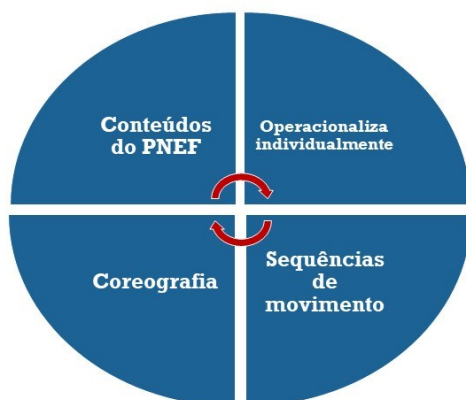 Conteúdos
do PNEF
Operacionaliza
individualmente
Coreografia
Sequências
de
movimento